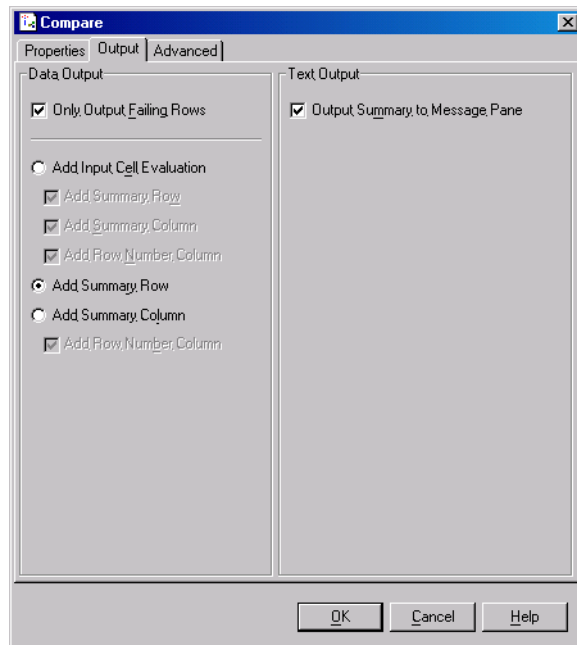 Compare
Properties Output Advanced
Data Output
Only Output Failing Rows
Add Input Cell Evaluation
Add Summary Row
Add Summary Column
Add Row Number Column
Add Summary Row
Add Summary Column
Add Row Number Column
Text Output
Output Summary to Message Pane
OK Cancel Help